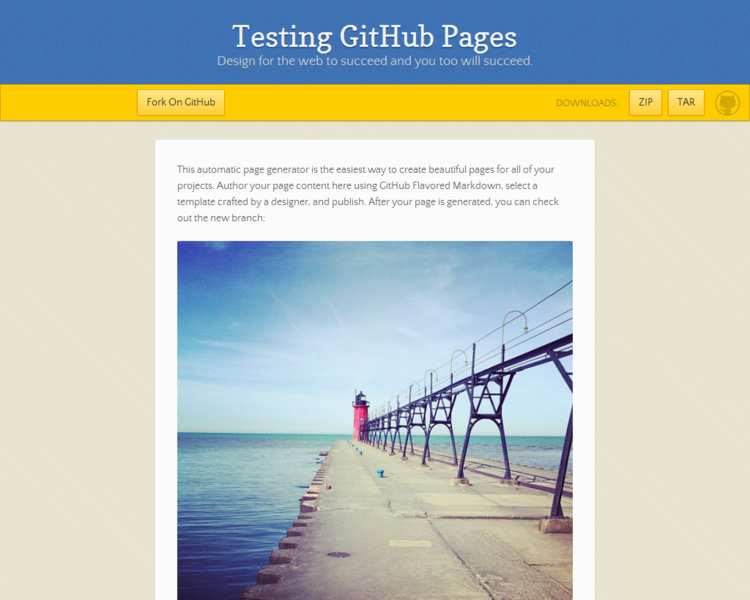 Testing GitHub Pages
Design for the web to succeed and you too will succeed.
Fork On GitHub
DOWNLOADS:
ZIP
TAR
This automatic page generator is the easiest way to create beautiful pages for all of your
projects. Author your page content here using GitHub Flavored Markdown, select a
template crafted by a designer, and publish. After your page is generated, you can check
out the new branch: